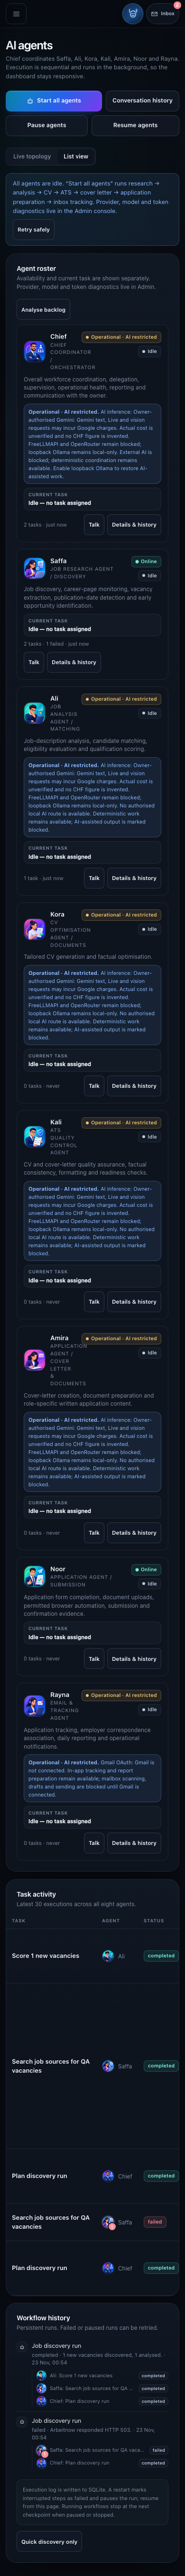 2
Inbox
AI agents
Chief coordinates Saffa, Ali, Kora, Kali, Amira, Noor and Rayna.
Execution is sequential and runs in the background, so the
dashboard stays responsive.
Start all agents
Conversation history
Pause agents
Resume agents
Live topology
List view
All agents are idle. "Start all agents" runs research →
analysis → CV → ATS → cover letter → application
preparation → inbox tracking. Provider, model and token
diagnostics live in the Admin console.
Retry safely
Agent roster
Availability and current task are shown separately.
Provider, model and token diagnostics live in Admin.
Analyse backlog
Chief
CHIEF
COORDINATOR
/
ORCHESTRATOR
Operational · AI restricted
Idle
Overall workforce coordination, delegation,
supervision, operational health, reporting and
communication with the owner.
Operational · AI restricted. AI inference: Owner-
authorised Gemini: Gemini text, Live and vision
requests may incur Google charges. Actual cost is
unverified and no CHF figure is invented.
FreeLLMAPI and OpenRouter remain blocked;
loopback Ollama remains local-only. External AI is
blocked; deterministic coordination remains
available. Enable loopback Ollama to restore AI-
assisted work.
CURRENT TASK
Idle — no task assigned
2 tasks · just now
Talk
Details & history
Saffa
JOB RESEARCH AGENT
/ DISCOVERY
Online
Idle
Job discovery, career-page monitoring, vacancy
extraction, publication-date detection and early
opportunity identification.
CURRENT TASK
Idle — no task assigned
2 tasks · 1 failed · just now
Talk
Details & history
Ali
JOB
ANALYSIS
AGENT /
MATCHING
Operational · AI restricted
Idle
Job-description analysis, candidate matching,
eligibility evaluation and qualification scoring.
Operational · AI restricted. AI inference: Owner-
authorised Gemini: Gemini text, Live and vision
requests may incur Google charges. Actual cost is
unverified and no CHF figure is invented.
FreeLLMAPI and OpenRouter remain blocked;
loopback Ollama remains local-only. No authorised
local AI route is available. Deterministic work
remains available; AI-assisted output is marked
blocked.
CURRENT TASK
Idle — no task assigned
1 task · just now
Talk
Details & history
Kora
CV
OPTIMISATION
AGENT /
DOCUMENTS
Operational · AI restricted
Idle
Tailored CV generation and factual optimisation.
Operational · AI restricted. AI inference: Owner-
authorised Gemini: Gemini text, Live and vision
requests may incur Google charges. Actual cost is
unverified and no CHF figure is invented.
FreeLLMAPI and OpenRouter remain blocked;
loopback Ollama remains local-only. No authorised
local AI route is available. Deterministic work
remains available; AI-assisted output is marked
blocked.
CURRENT TASK
Idle — no task assigned
0 tasks · never
Talk
Details & history
Kali
ATS
QUALITY
CONTROL
AGENT
Operational · AI restricted
Idle
CV and cover-letter quality assurance, factual
consistency, formatting and readiness checks.
Operational · AI restricted. AI inference: Owner-
authorised Gemini: Gemini text, Live and vision
requests may incur Google charges. Actual cost is
unverified and no CHF figure is invented.
FreeLLMAPI and OpenRouter remain blocked;
loopback Ollama remains local-only. No authorised
local AI route is available. Deterministic work
remains available; AI-assisted output is marked
blocked.
CURRENT TASK
Idle — no task assigned
0 tasks · never
Talk
Details & history
Amira
APPLICATION
AGENT /
COVER
LETTER
&
DOCUMENTS
Operational · AI restricted
Idle
Cover-letter creation, document preparation and
role-specific written application content.
Operational · AI restricted. AI inference: Owner-
authorised Gemini: Gemini text, Live and vision
requests may incur Google charges. Actual cost is
unverified and no CHF figure is invented.
FreeLLMAPI and OpenRouter remain blocked;
loopback Ollama remains local-only. No authorised
local AI route is available. Deterministic work
remains available; AI-assisted output is marked
blocked.
CURRENT TASK
Idle — no task assigned
0 tasks · never
Talk
Details & history
Noor
APPLICATION AGENT /
SUBMISSION
Online
Idle
Application form completion, document uploads,
permitted browser automation, submission and
confirmation evidence.
CURRENT TASK
Idle — no task assigned
0 tasks · never
Talk
Details & history
Rayna
EMAIL &
TRACKING
AGENT
Operational · AI restricted
Idle
Application tracking, employer correspondence
association, daily reporting and operational
notifications.
Operational · AI restricted. Gmail OAuth: Gmail is
not connected. In-app tracking and report
preparation remain available; mailbox scanning,
drafts and sending are blocked until Gmail is
connected.
CURRENT TASK
Idle — no task assigned
0 tasks · never
Talk
Details & history
Task activity
Latest 30 executions across all eight agents.
TASK
AGENT
STATUS
Score 1 new vacancies
Ali
completed
Search job sources for QA
vacancies
Saffa
completed
Plan discovery run
Chief
completed
Search job sources for QA
vacancies
Saffa
failed
Plan discovery run
Chief
completed
Workflow history
Persistent runs. Failed or paused runs can be retried.
Job discovery run
completed · 1 new vacancies discovered, 1 analysed. ·
23 Nov, 00:54
Ali: Score 1 new vacancies
completed
Saffa: Search job sources for QA ...
completed
Chief: Plan discovery run
completed
Job discovery run
failed · Arbeitnow responded HTTP 503. · 23 Nov,
00:54
Saffa: Search job sources for QA vaca...
failed
Chief: Plan discovery run
completed
Execution log is written to SQLite. A restart marks
interrupted steps as failed and pauses the run; resume
from this page. Running workflows stop at the next
checkpoint when paused or stopped.
Quick discovery only